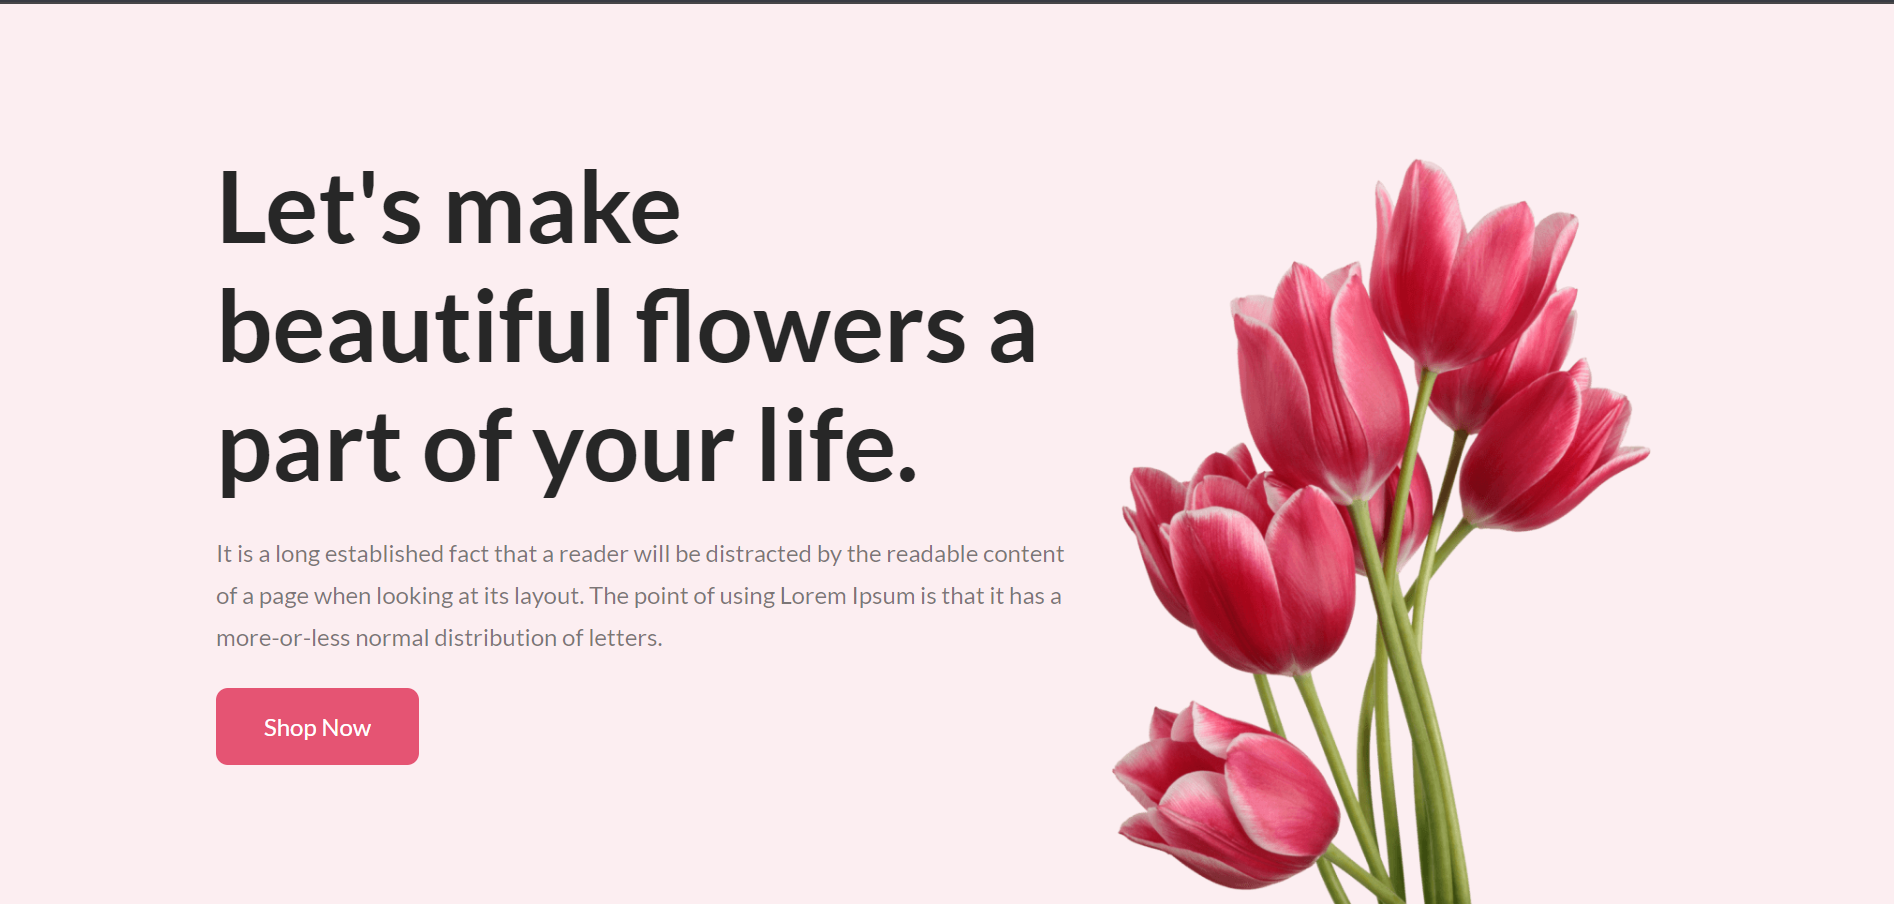 Let's make
beautiful flowers a
part of your life.
It is a long established fact that a reader will be distracted by the readable content
of a page when looking at its layout. The point of using Lorem Ipsum is that it has a
more-or-less normal distribution of letters.
Shop Now